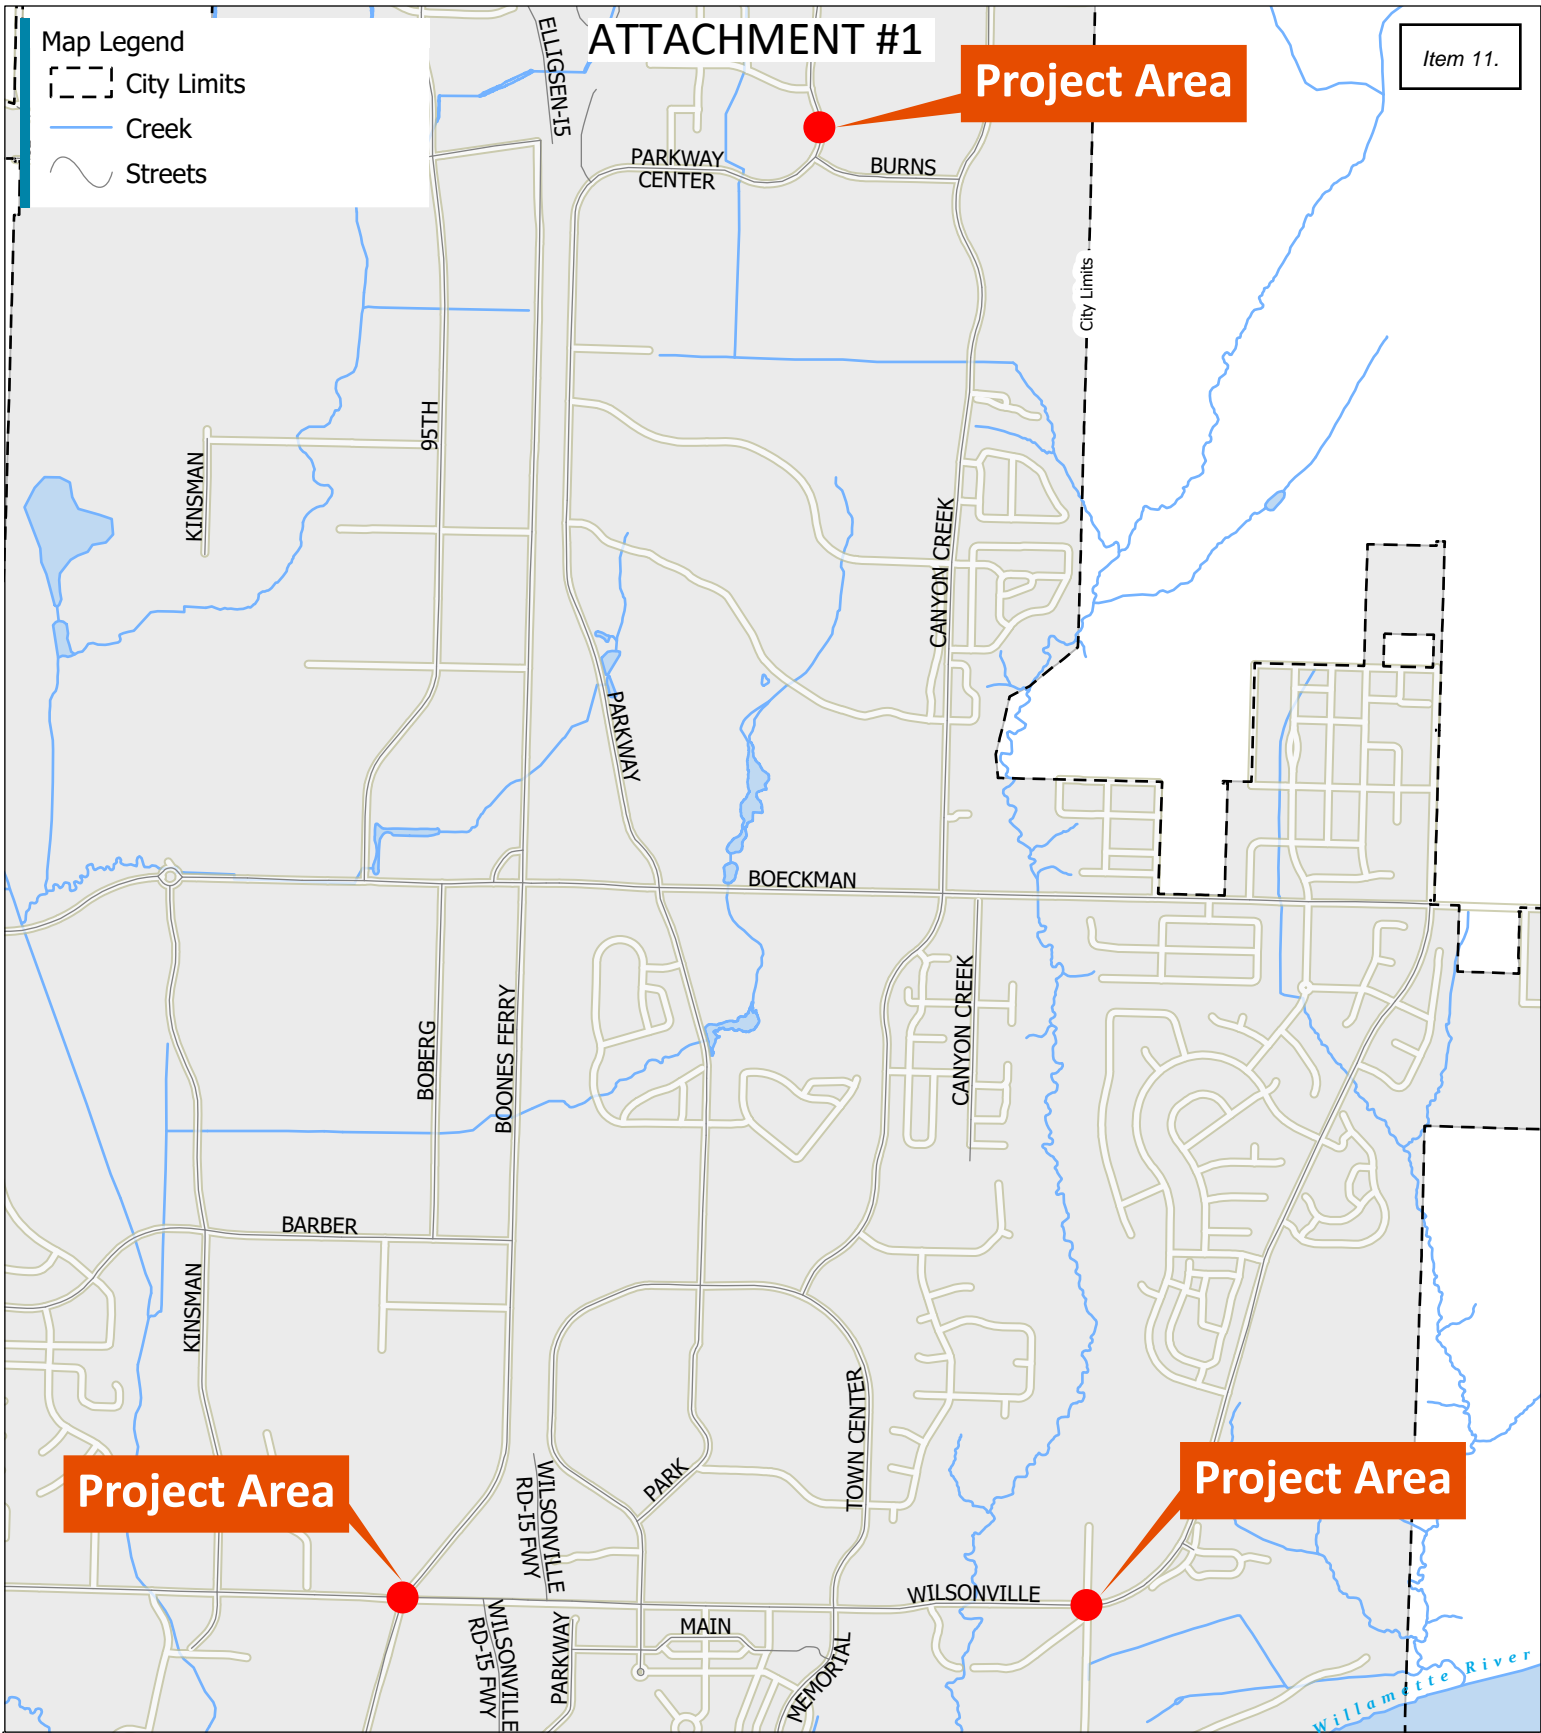 ATTACHMENT #1
Item 11.
Map Legend
City Limits
Creek
Streets
ELLIGSEN-I5
Project Area
PARKWAY
CENTER
BURNS
City Limits
95TH
KINSMAN
CANYON CREEK
PARKWAY
BOECKMAN
BOBERG
BOONES FERRY
CANYON CREEK
BARBER
KINSMAN
TOWN CENTER
PARK
Project Area
WILSONVILLE
RD-I5 FWY
Project Area
WILSONVILLE
WILSONVILLE
RD-I5 FWY
PARKWAY
MAIN
MEMORIAL
Willamette River